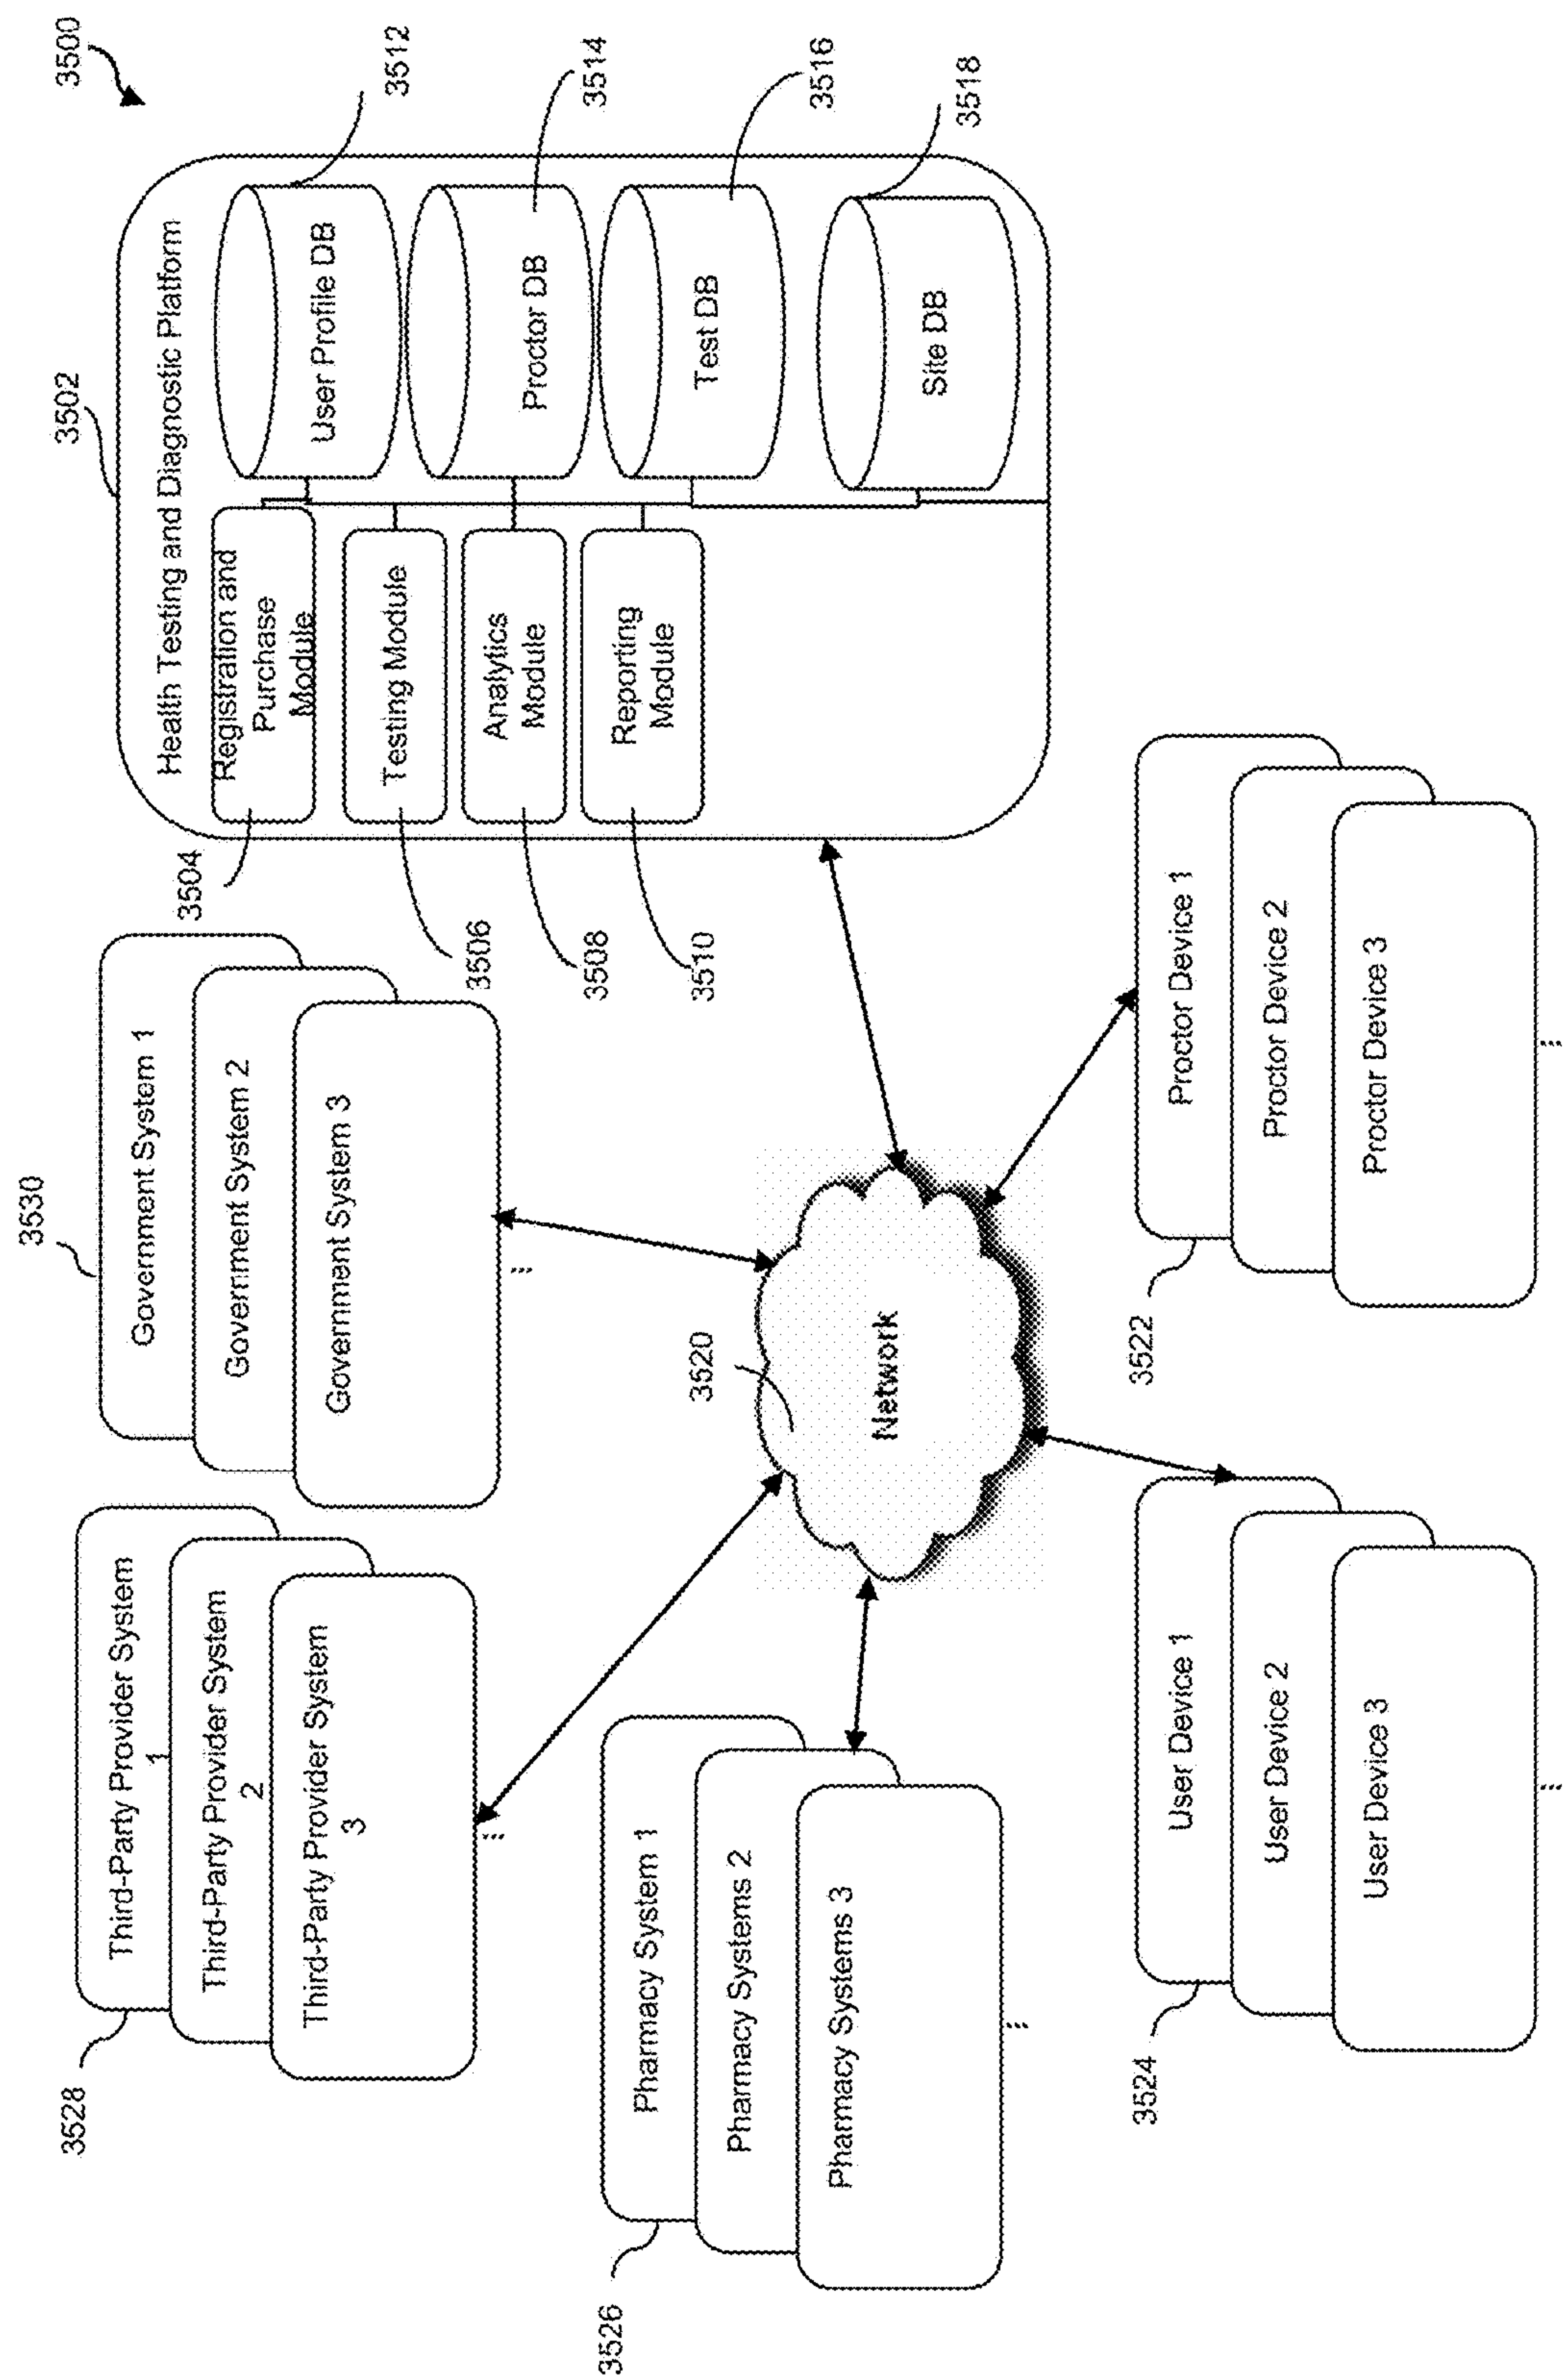 3500
3530
3502
3528
Third-Party Provider System
1
Third-Party Provider System
2
Third-Party Provider System
3
...
Government System 1
Government System 2
Government System 3
...
Health Testing and Diagnostic Platform
3504
Registration and
Purchase
Module
3506
Testing Module
3508
Analytics
Module
3510
Reporting
Module
User Profile DB
3512
Proctor DB
3514
Test DB
3516
Site DB
3518
3526
Pharmacy System 1
Pharmacy Systems 2
Pharmacy Systems 3
...
3520
Network
3524
User Device 1
User Device 2
User Device 3
...
3522
Proctor Device 1
Proctor Device 2
Proctor Device 3
...